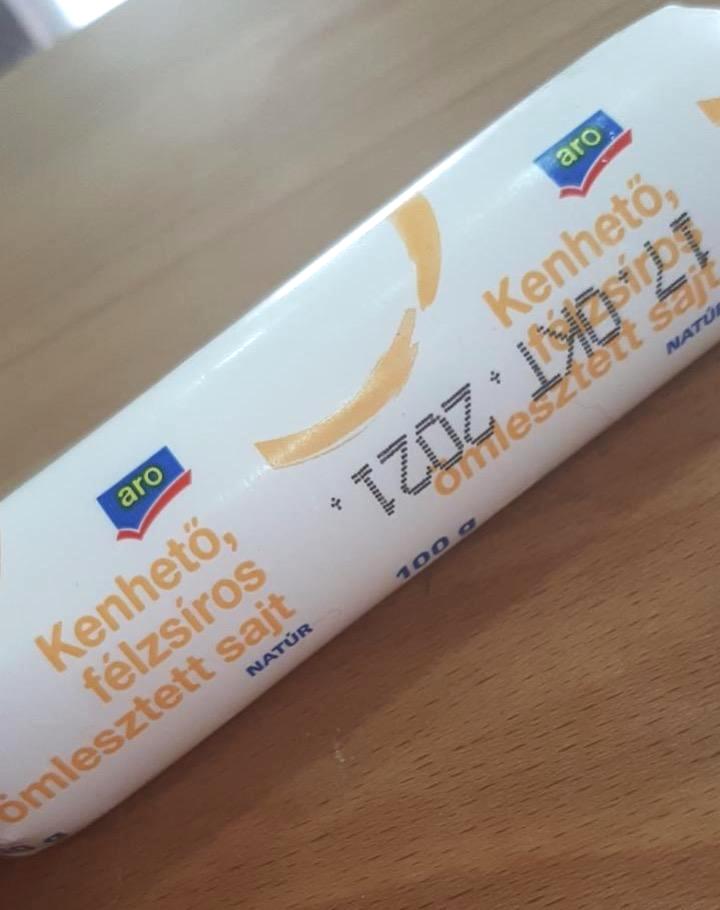 aro
Kenhető,
félzsíros
ömlesztett sajt
NATÚR
100 g
aro
Kenhető,
félzsíros
ömlesztett sajt
NATÚR
17. OKT. 2021.